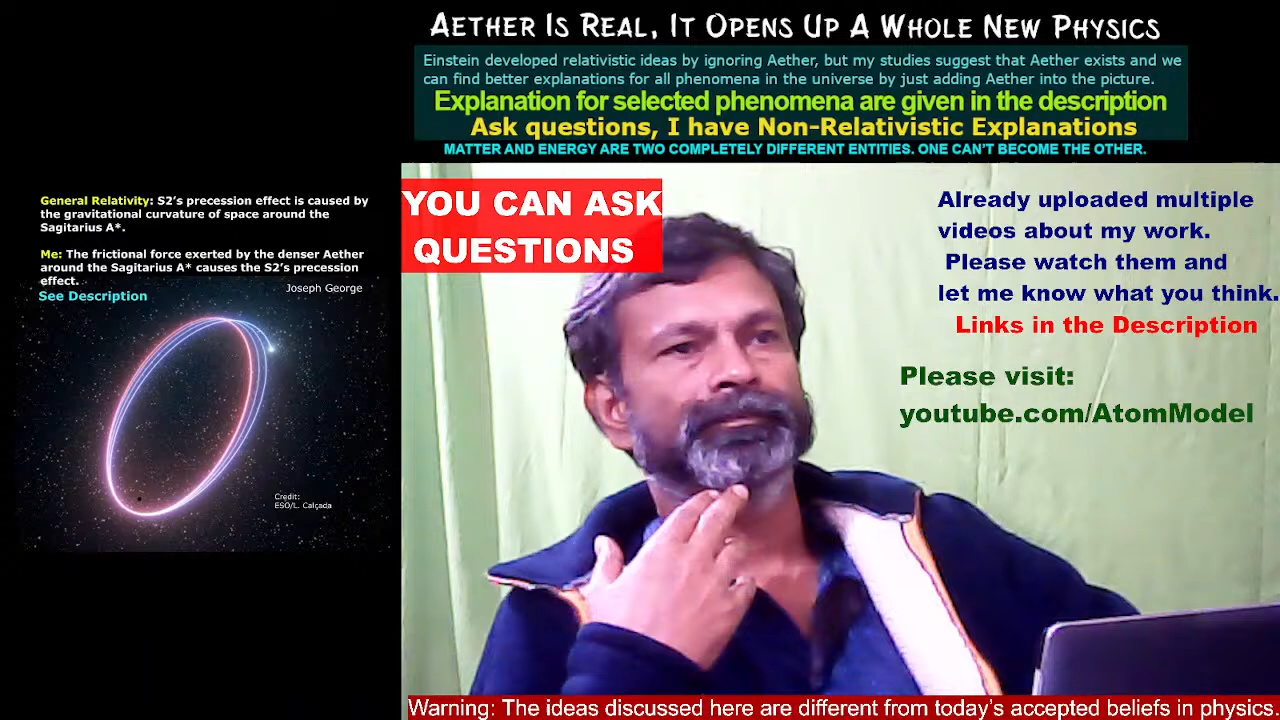 AETHER IS REAL, IT OPENS UP A WHOLE NEW PHYSICS
Einstein developed relativistic ideas by ignoring Aether, but my studies suggest that Aether exists and we
can find better explanations for all phenomena in the universe by just adding Aether into the picture.
Explanation for selected phenomena are given in the description
Ask questions, I have Non-Relativistic Explanations
MATTER AND ENERGY ARE TWO COMPLETELY DIFFERENT ENTITIES. ONE CAN'T BECOME THE OTHER.
General Relativity: S2's precession effect is caused by
the gravitational curvature of space around the
Sagitarius A*.
Me: The frictional force exerted by the denser Aether
around the Sagitarius A* causes the S2's precession
effect.
See Description
Joseph George
Credit:
ESO/L. Calçada
YOU CAN ASK
QUESTIONS
Already uploaded multiple
videos about my work.
Please watch them and
let me know what you think.
Links in the Description
Please visit:
youtube.com/AtomModel
Warning: The ideas discussed here are different from today's accepted beliefs in physics.